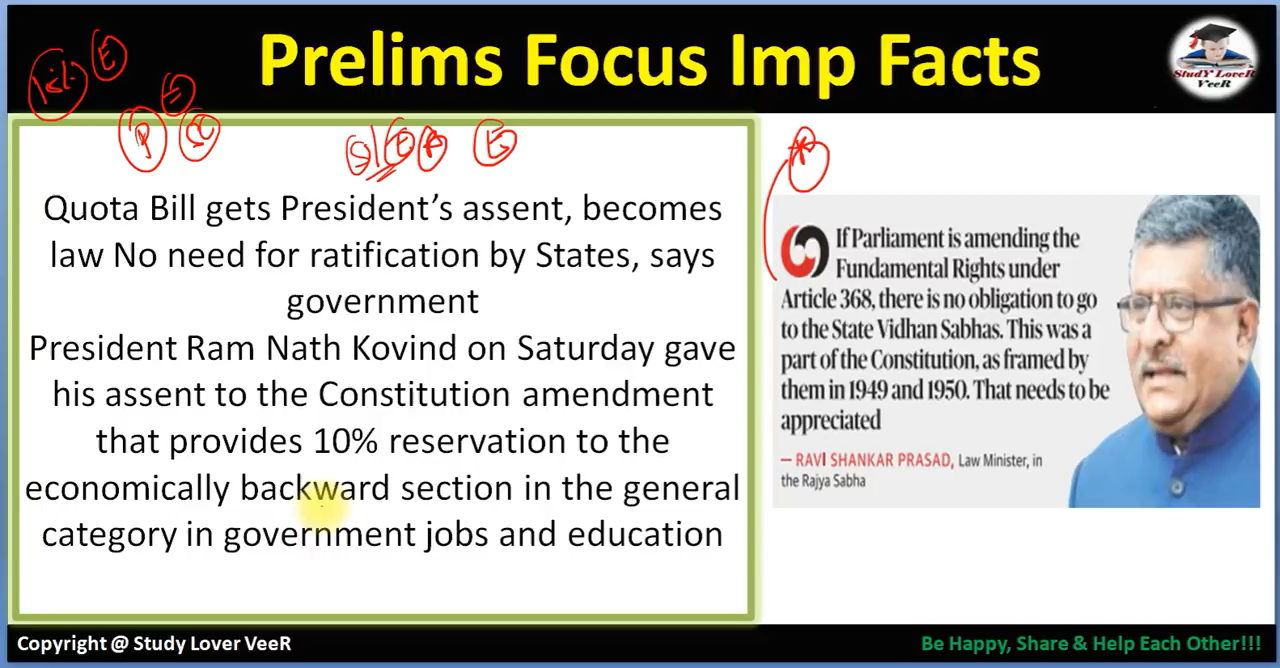 Prelims Focus Imp Facts
StudY LoveR
VeeR
Quota Bill gets President’s assent, becomes
law No need for ratification by States, says
government
President Ram Nath Kovind on Saturday gave
his assent to the Constitution amendment
that provides 10% reservation to the
economically backward section in the general
category in government jobs and education
If Parliament is amending the
Fundamental Rights under
Article 368, there is no obligation to go
to the State Vidhan Sabhas. This was a
part of the Constitution, as framed by
them in 1949 and 1950. That needs to be
appreciated
— RAVI SHANKAR PRASAD, Law Minister, in
the Rajya Sabha
Copyright @ Study Lover VeeR
Be Happy, Share & Help Each Other!!!